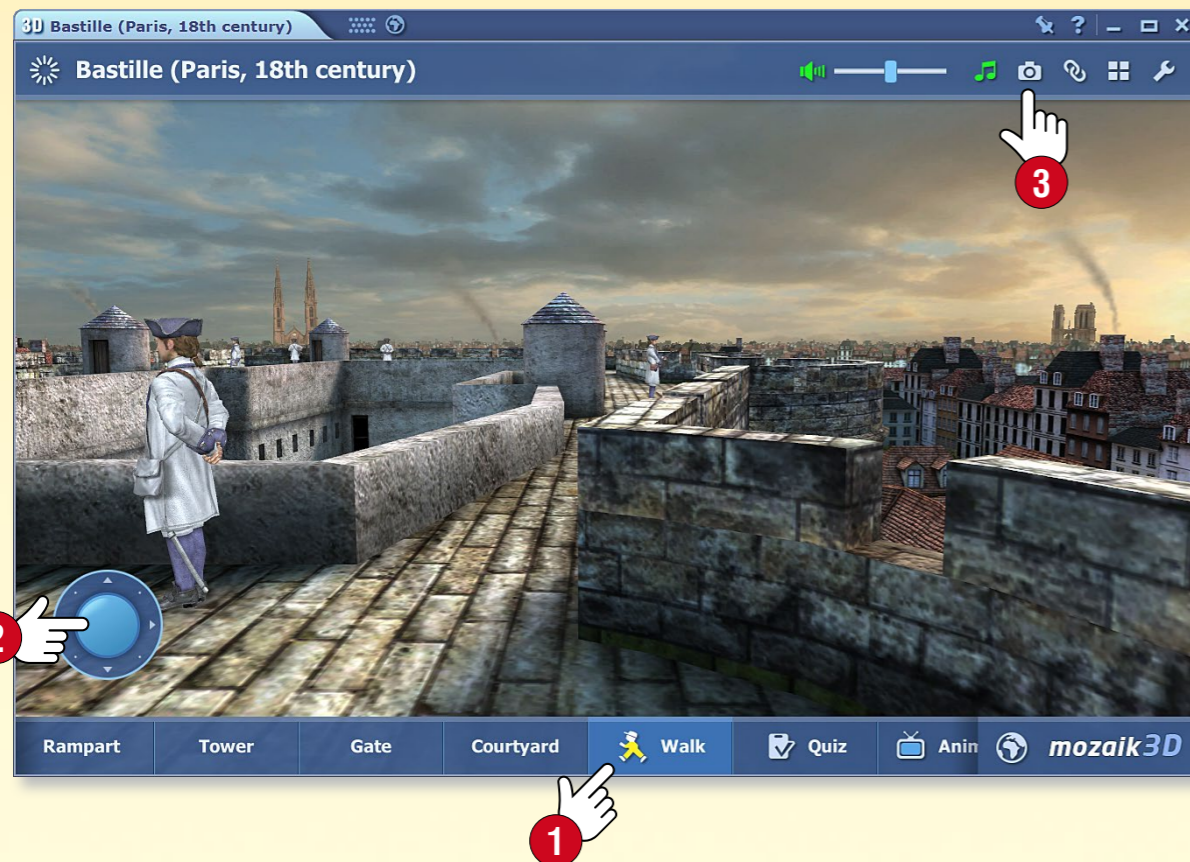 3D Bastille (Paris, 18th century)
Bastille (Paris, 18th century)
3
2
Rampart Tower Gate Courtyard Walk Quiz Anim mozaik3D
1